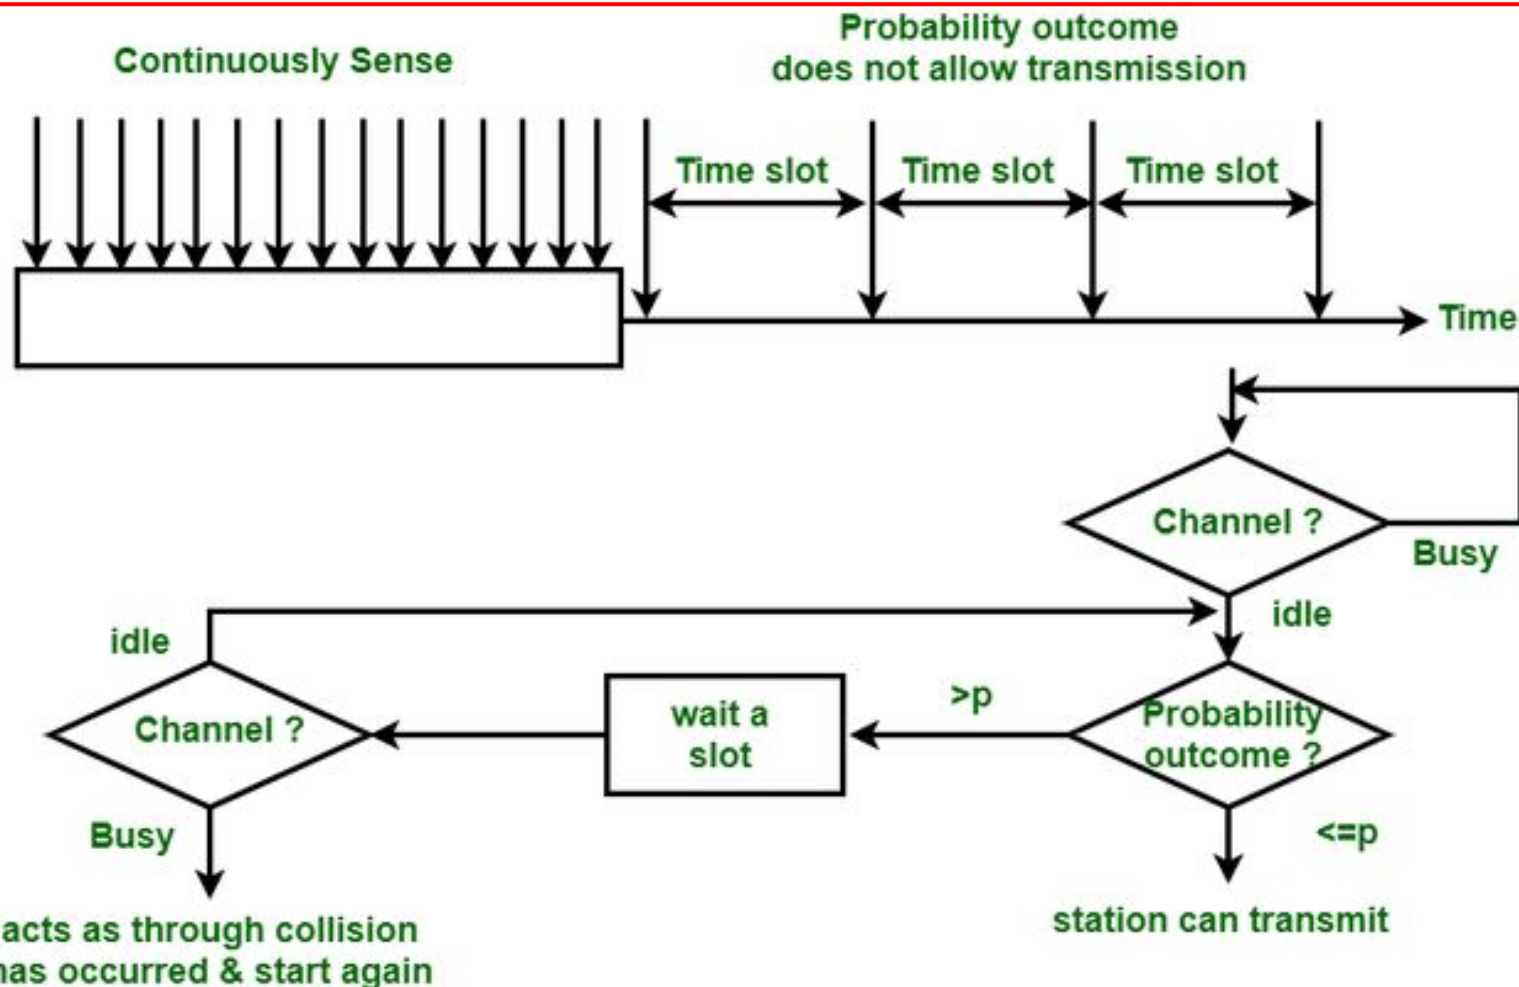 Continuously Sense
Probability outcome
does not allow transmission
Time slot
Time slot
Time slot
Time
Channel ?
Busy
idle
idle
Channel ?
wait a
slot
>p
Probability
outcome ?
Busy
<=p
acts as through collision
has occurred & start again
station can transmit